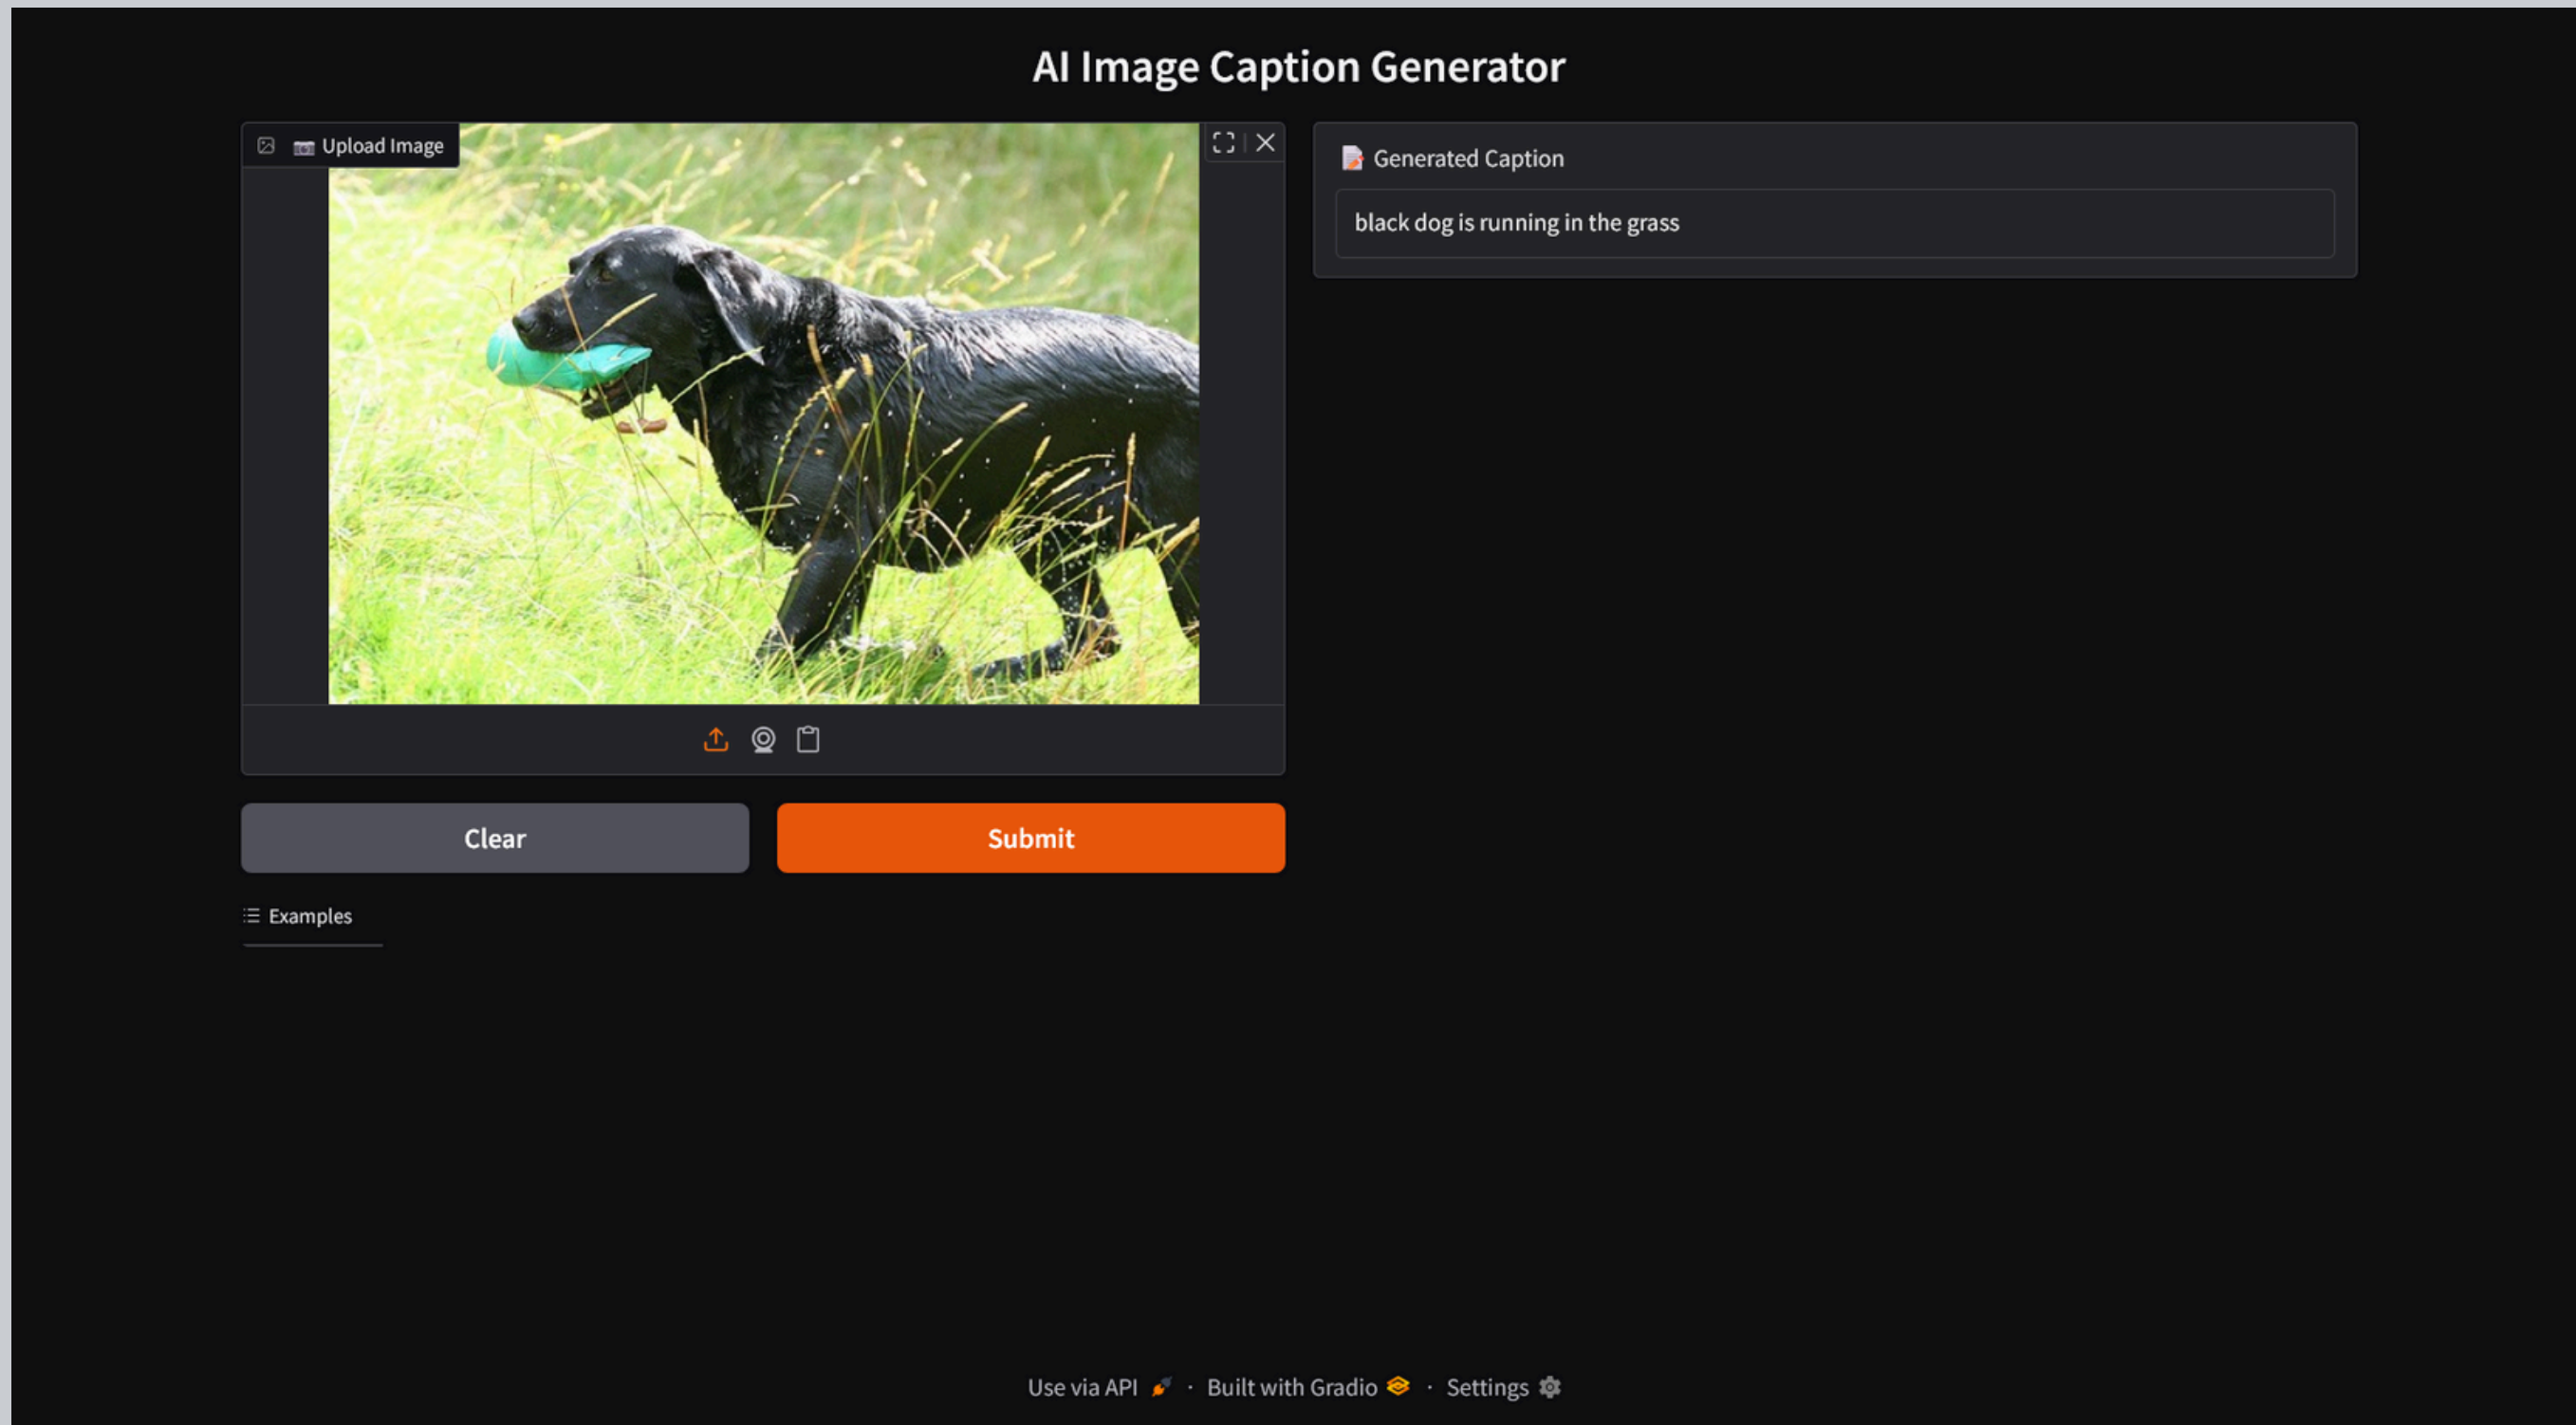 AI Image Caption Generator
Upload Image
Generated Caption
black dog is running in the grass
Clear
Submit
Examples
Use via API · Built with Gradio · Settings